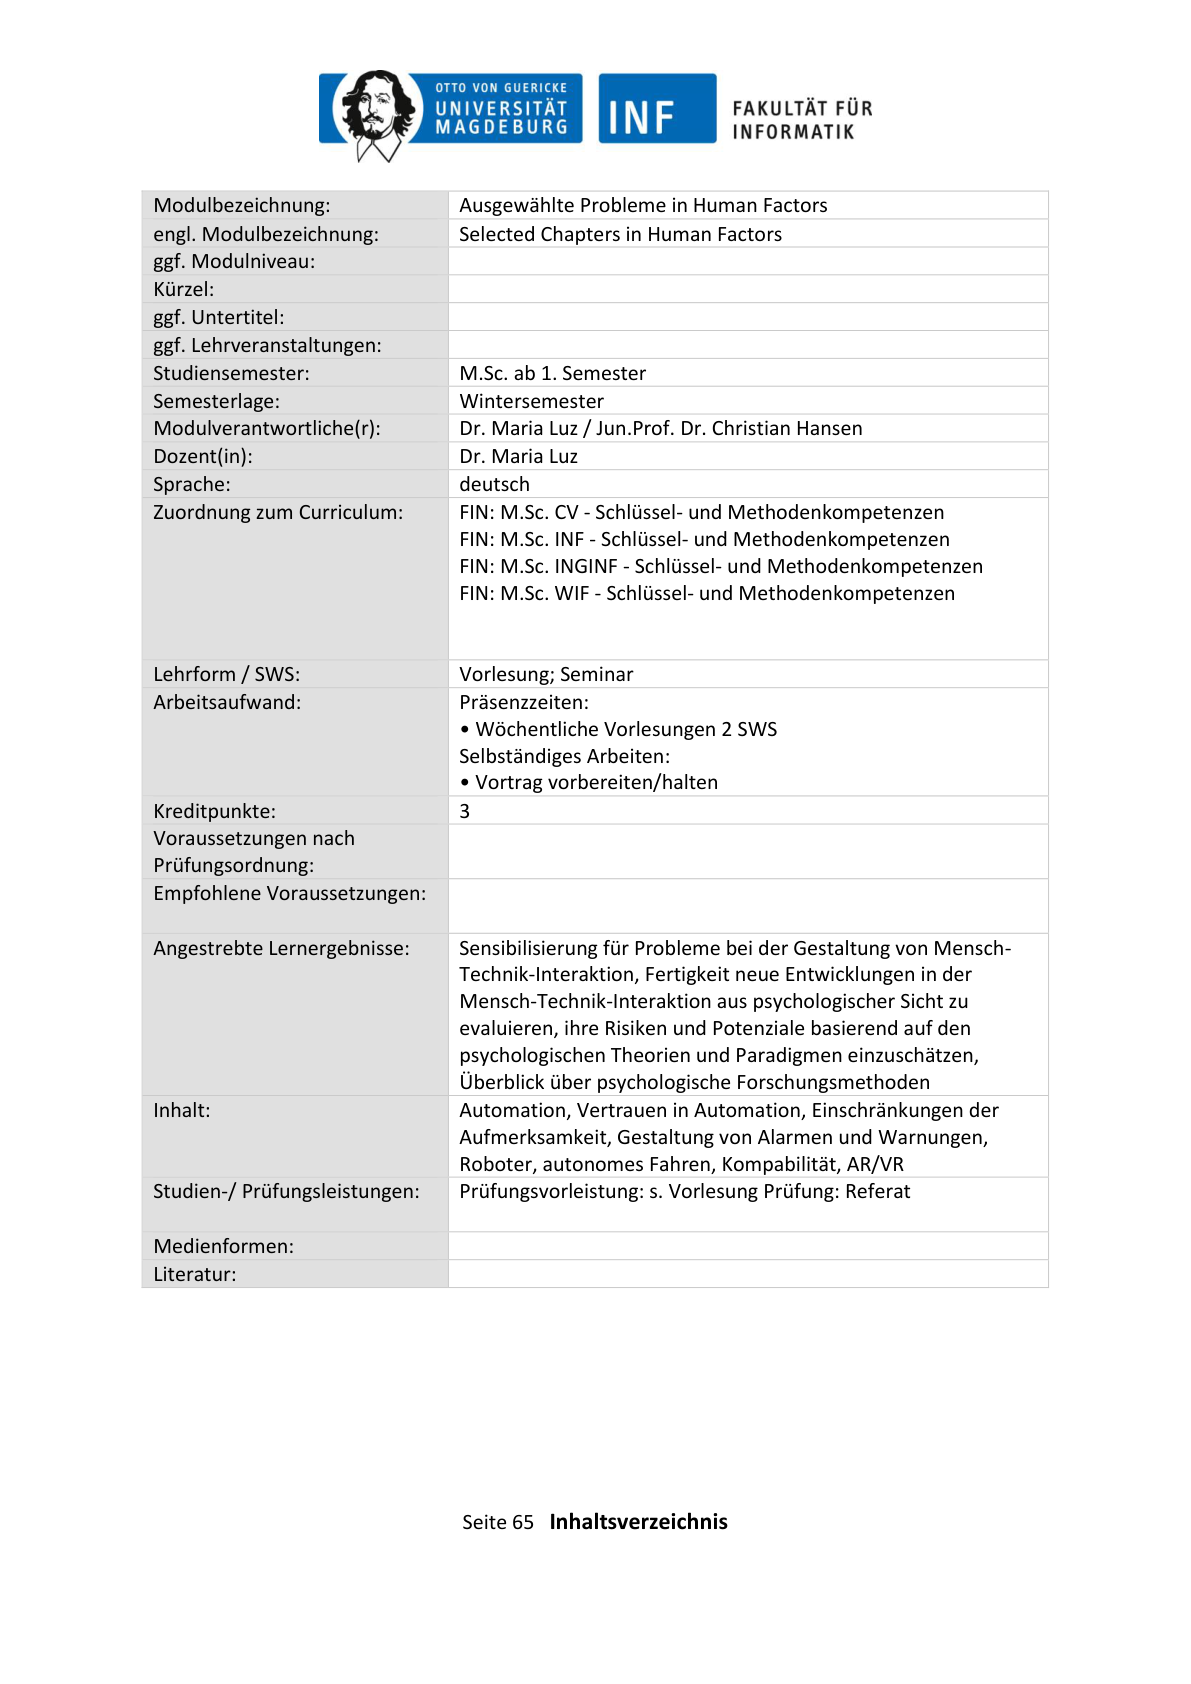 OTTO VON GUERICKE
UNIVERSITÄT
MAGDEBURG
INF
FAKULTÄT FÜR
INFORMATIK
Modulbezeichnung: Ausgewählte Probleme in Human Factors
engl. Modulbezeichnung: Selected Chapters in Human Factors
ggf. Modulniveau:
Kürzel:
ggf. Untertitel:
ggf. Lehrveranstaltungen:
Studiensemester: M.Sc. ab 1. Semester
Semesterlage: Wintersemester
Modulverantwortliche(r): Dr. Maria Luz / Jun.Prof. Dr. Christian Hansen
Dozent(in): Dr. Maria Luz
Sprache: deutsch
Zuordnung zum Curriculum: FIN: M.Sc. CV - Schlüssel- und Methodenkompetenzen
FIN: M.Sc. INF - Schlüssel- und Methodenkompetenzen
FIN: M.Sc. INGINF - Schlüssel- und Methodenkompetenzen
FIN: M.Sc. WIF - Schlüssel- und Methodenkompetenzen
Lehrform / SWS: Vorlesung; Seminar
Arbeitsaufwand: Präsenzzeiten:
• Wöchentliche Vorlesungen 2 SWS
Selbständiges Arbeiten:
• Vortrag vorbereiten/halten
Kreditpunkte: 3
Voraussetzungen nach
Prüfungsordnung:
Empfohlene Voraussetzungen:
Angestrebte Lernergebnisse: Sensibilisierung für Probleme bei der Gestaltung von Mensch-
Technik-Interaktion, Fertigkeit neue Entwicklungen in der
Mensch-Technik-Interaktion aus psychologischer Sicht zu
evaluieren, ihre Risiken und Potenziale basierend auf den
psychologischen Theorien und Paradigmen einzuschätzen,
Überblick über psychologische Forschungsmethoden
Inhalt: Automation, Vertrauen in Automation, Einschränkungen der
Aufmerksamkeit, Gestaltung von Alarmen und Warnungen,
Roboter, autonomes Fahren, Kompabilität, AR/VR
Studien-/ Prüfungsleistungen: Prüfungsvorleistung: s. Vorlesung Prüfung: Referat
Medienformen:
Literatur:
Seite 65 Inhaltsverzeichnis